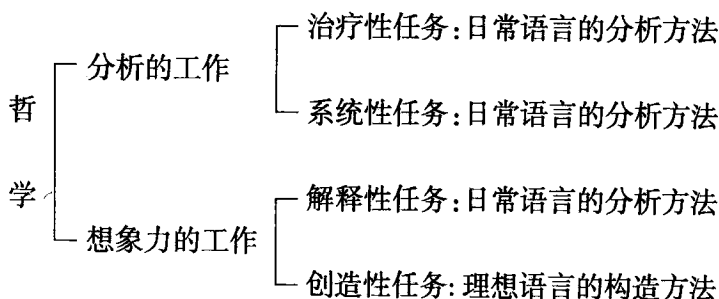 治疗性任务:日常语言的分析方法
分析的工作
哲
系统性任务:日常语言的分析方法
学
解释性任务:日常语言的分析方法
想象力的工作
创造性任务:理想语言的构造方法